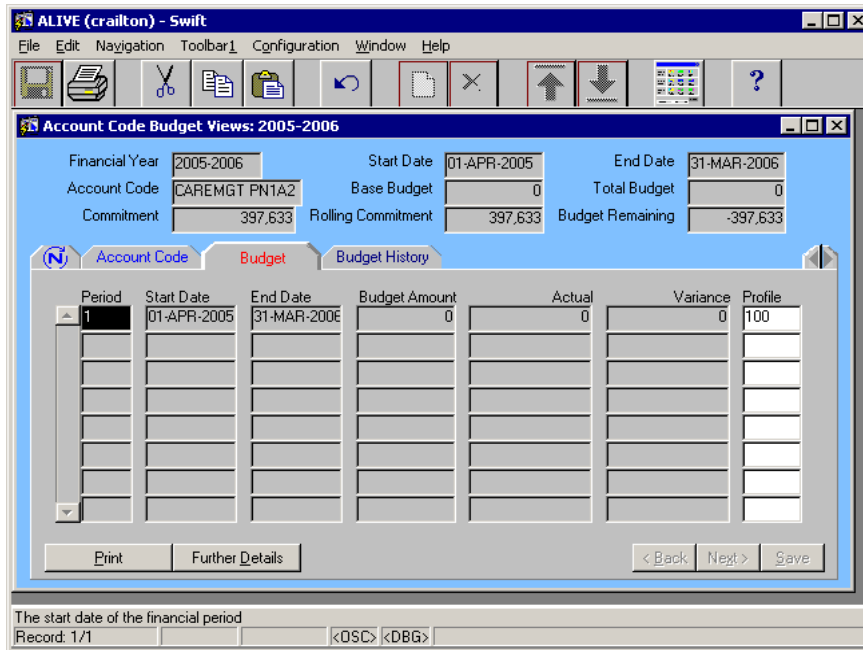 ALIVE (crailton) - Swift
File Edit Navigation Toolbar1 Configuration Window Help
?
Account Code Budget Views: 2005-2006
Financial Year 2005-2006 Start Date 01-APR-2005 End Date 31-MAR-2006
Account Code CAREMGT PN1A2 Base Budget 0 Total Budget 0
Commitment 397,633 Rolling Commitment 397,633 Budget Remaining -397,633
N Account Code Budget Budget History
Period Start Date End Date Budget Amount Actual Variance Profile
1 01-APR-2005 31-MAR-2006 0 0 0 100
Print Further Details < Back Next > Save
The start date of the financial period
Record: 1/1 <OSC> <DBG>